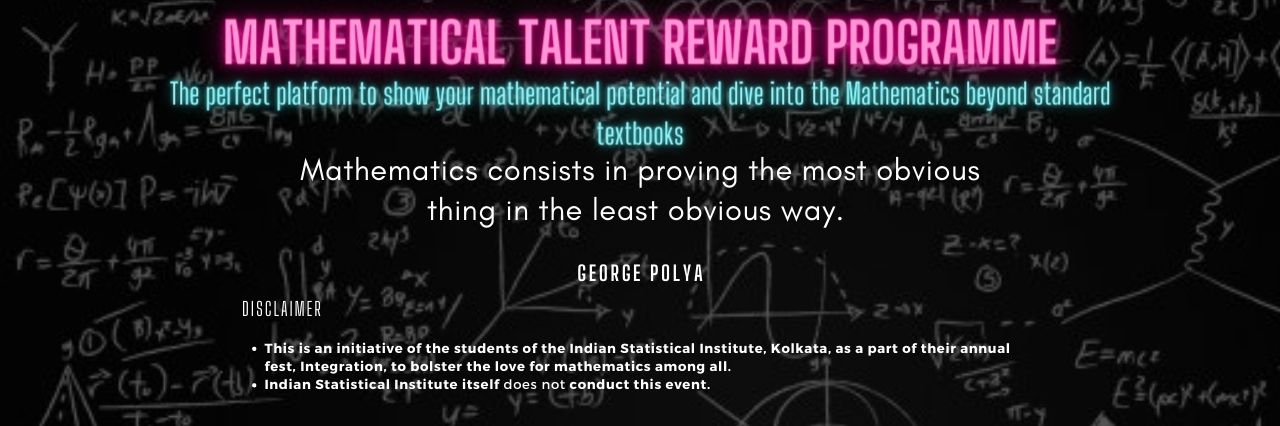 MATHEMATICAL TALENT REWARD PROGRAMME
The perfect platform to show your mathematical potential and dive into the Mathematics beyond standard
textbooks
Mathematics consists in proving the most obvious
thing in the least obvious way.
GEORGE POLYA
DISCLAIMER
• This is an initiative of the students of the Indian Statistical Institute, Kolkata, as a part of their annual
fest, Integration, to bolster the love for mathematics among all.
• Indian Statistical Institute itself does not conduct this event.